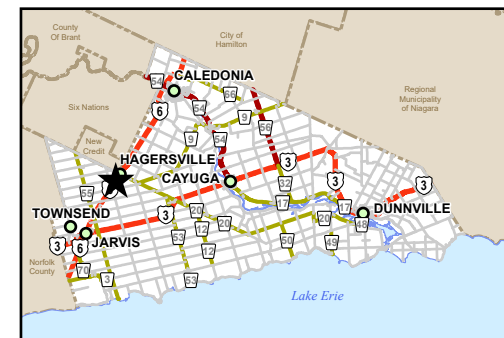 County
Of Brant
City of
Hamilton
54
CALEDONIA
6
54
66
Six Nations
Regional
Municipality
of Niagara
9
54
9
56
New
Credit
HAGERSVILLE
3
CAYUGA
32
3
3
55
17
TOWNSEND
3
20
20
17
20
DUNNVILLE
48
3
6
JARVIS
53
12
12
50
49
Norfolk
County
70
3
53
Lake Erie